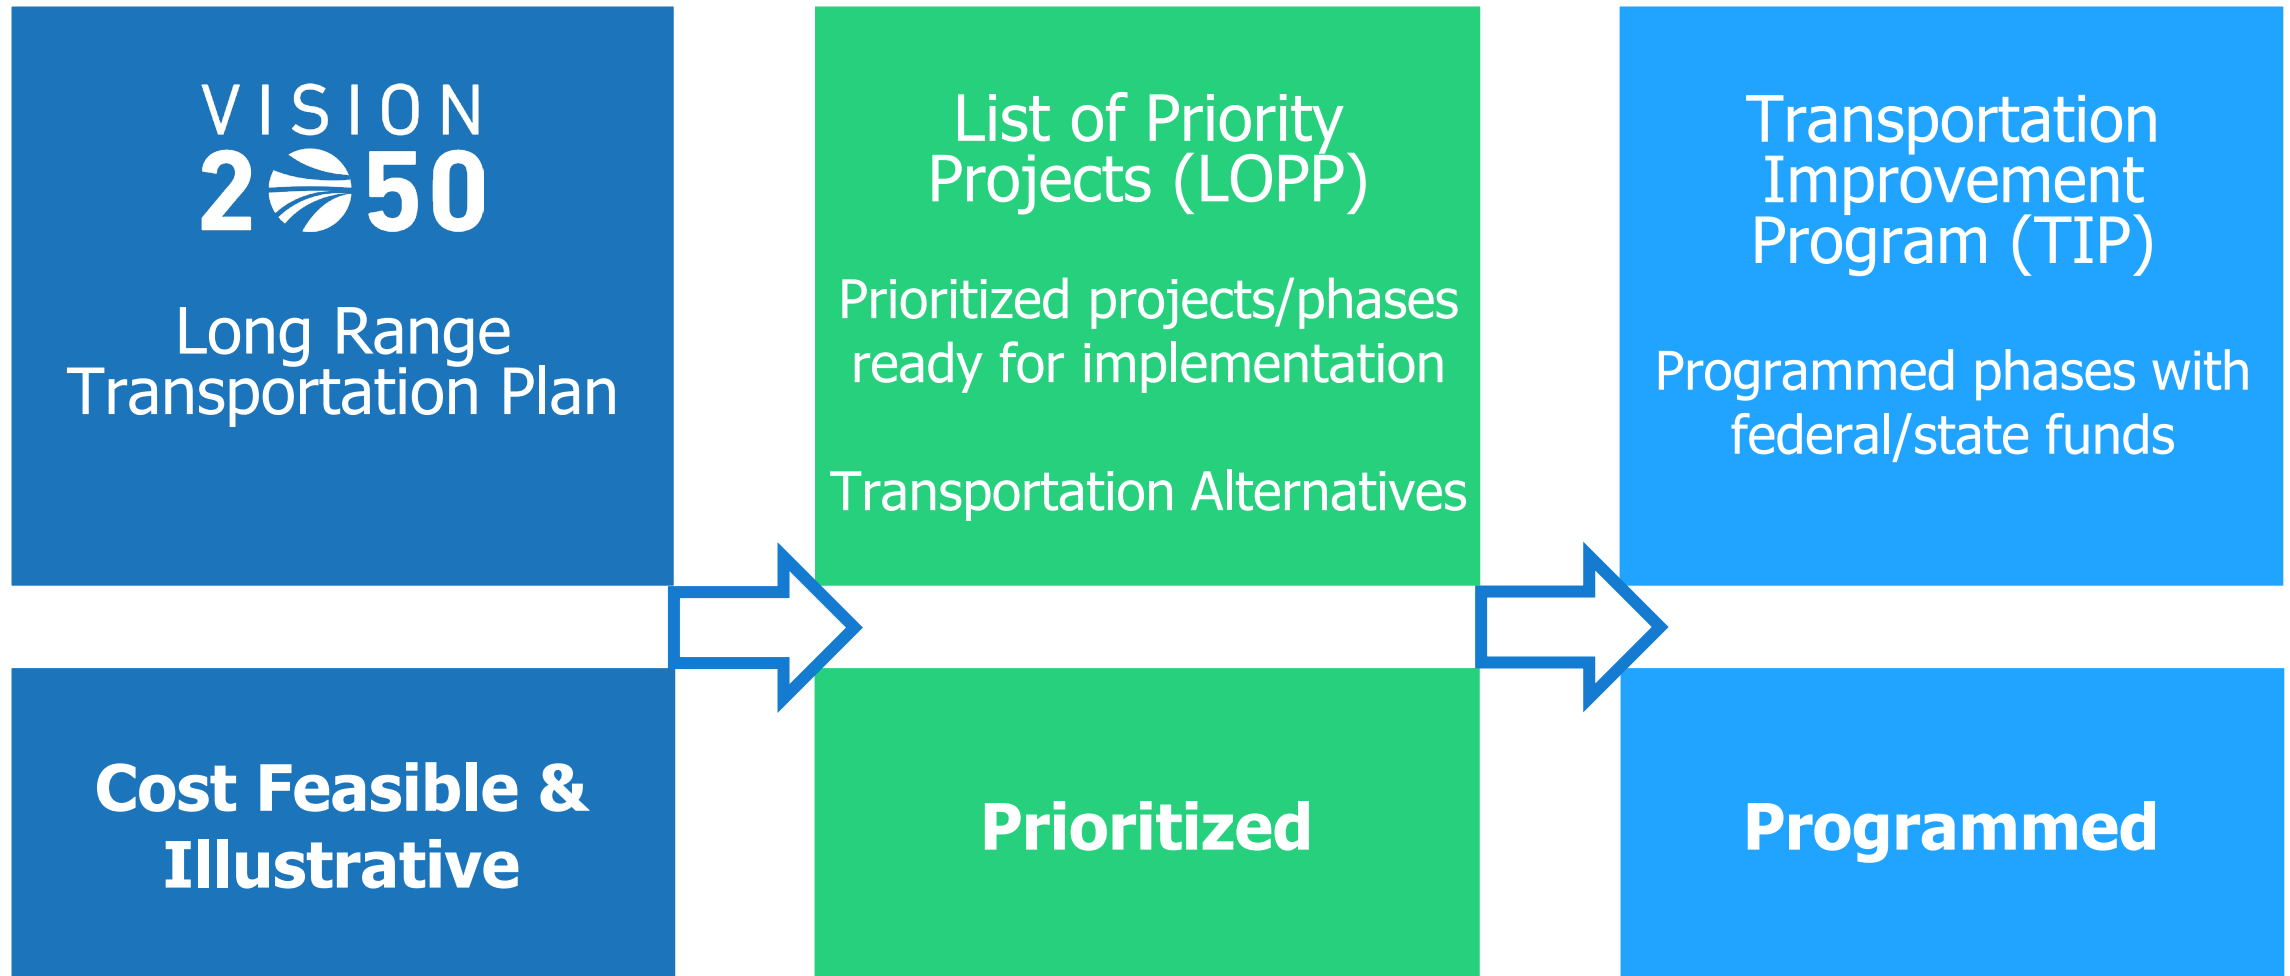 VISION
2050
Long Range
Transportation Plan
List of Priority
Projects (LOPP)
Prioritized projects/phases
ready for implementation
Transportation Alternatives
Transportation
Improvement
Program (TIP)
Programmed phases with
federal/state funds
Cost Feasible &
Illustrative
Prioritized
Programmed